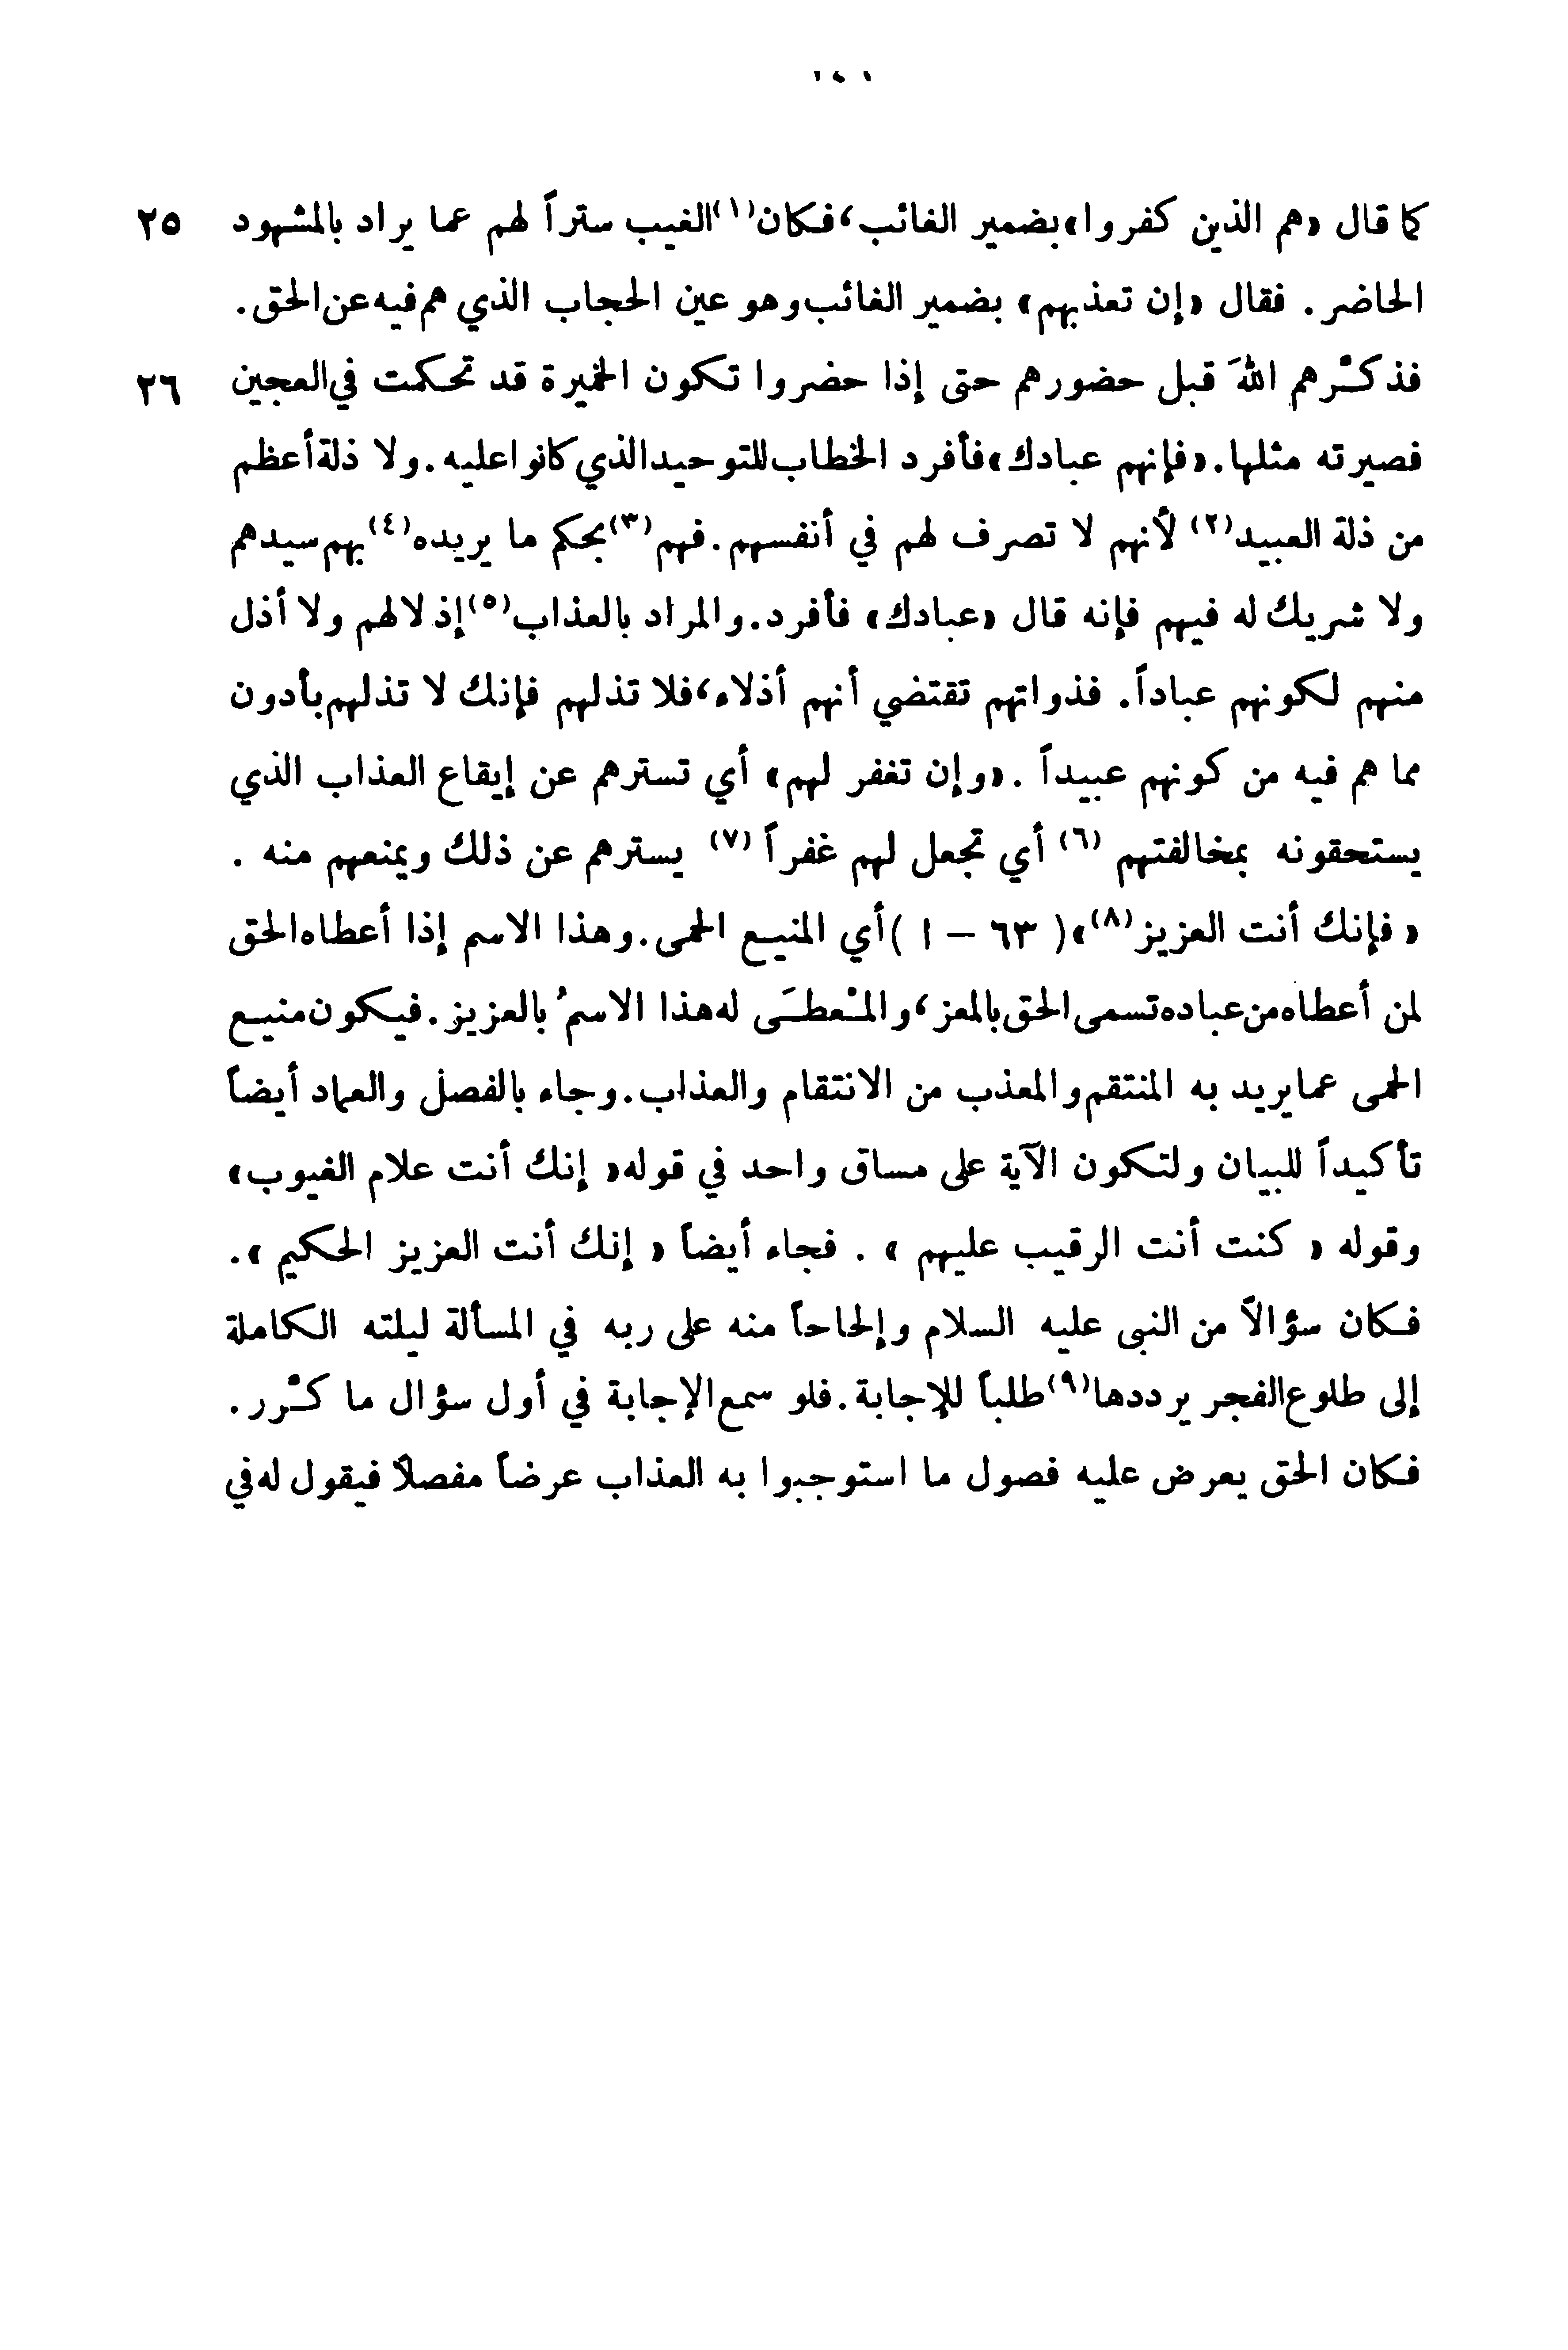 كما قال «هم الذين كفروا» بضمير الغائب، فكان(١) الغيب ستراً لهم عما يراد بالمشهود ٢٥
الحاضر. فقال «إن تعذبهم» بضمير الغائب وهو عين الحجاب الذي هم فيه عن الحق.
فذكَّرهم اللهَ قبل حضورهم حتى إذا حضروا تكون الخميرة قد تحكمت في العجين ٢٦
فصيرته مثلها. «فإنهم عبادك» فأفرد الخطاب للتوحيد الذي كانوا عليه. ولا ذلة أعظم
من ذلة العبيد(٢) لأنهم لا تصرف لهم في أنفسهم. فهم(٣) بحكم ما يريده(٤) بهم سيدهم
ولا شريك له فيهم فإنه قال «عبادك» فأفرد. والمراد بالعذاب(٥) إذلالهم ولا أذل
منهم لكونهم عباداً. فذواتهم تقتضي أنهم أذلاء، فلا تذلهم فإنك لا تذلهم بأدون
مما هم فيه من كونهم عبيداً. «وإن تغفر لهم» أي تسترهم عن إيقاع العذاب الذي
يستحقونه بمخالفتهم (٦) أي تجعل لهم غفراً (٧) يسترهم عن ذلك ويمنعهم منه .
« فإنك أنت العزيز(٨)» ( ٦٣ – ا ) أي المنيع الحمى. وهذا الاسم إذا أعطاه الحق
لمن أعطاه من عباده تسمى الحق بالمعز، والمُعطَى له هذا الاسمُ بالعزيز. فيكون منيع
الحمى عما يريد به المنتقم والمعذب من الانتقام والعذاب. وجاء بالفصل والعماد أيضاً
تأكيداً للبيان ولتكون الآية على مساق واحد في قوله « إنك أنت علام الغيوب»
وقوله « كنت أنت الرقيب عليهم » . فجاء أيضاً « إنك أنت العزيز الحكيم ».
فكان سؤالاً من النبى عليه السلام وإلحاحاً منه على ربه في المسألة ليلته الكاملة
إلى طلوع الفجر يرددها(٩) طلباً للإجابة. فلو سمع الإجابة في أول سؤال ما كرَّر.
فكان الحق يعرض عليه فصول ما استوجبوا به العذاب عرضاً مفصلاً فيقول له في